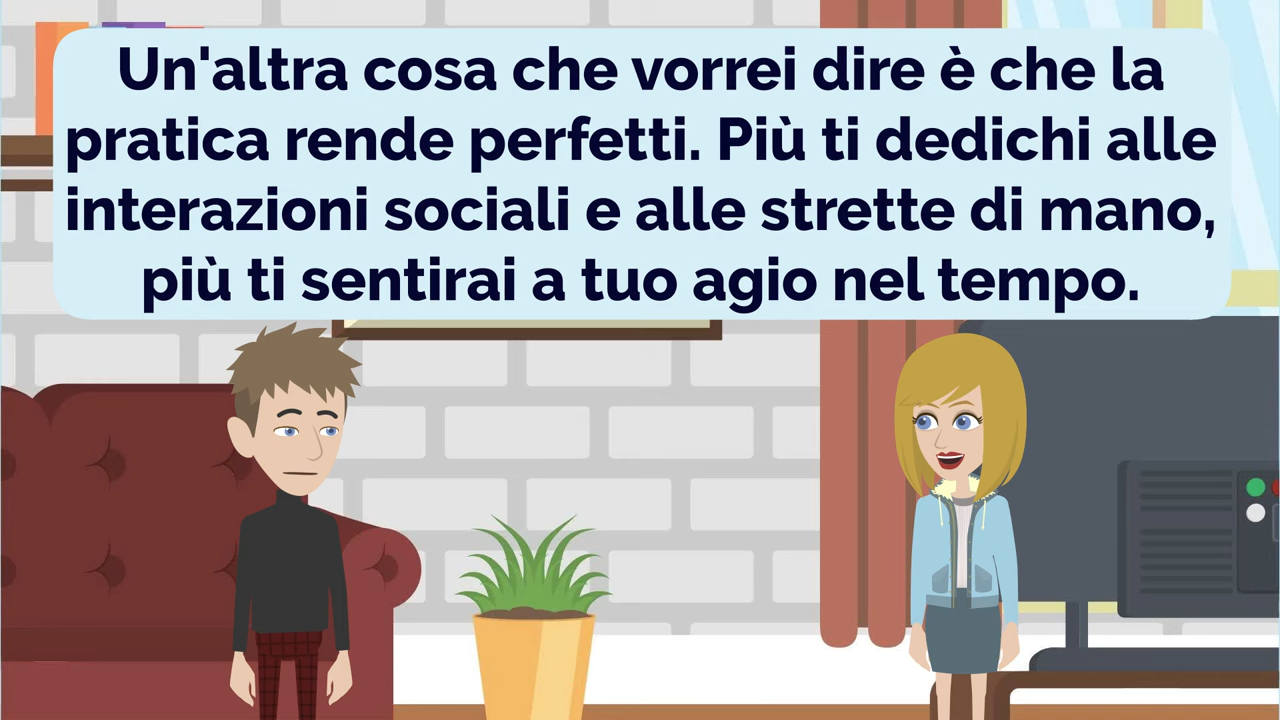 Un'altra cosa che vorrei dire è che la
pratica rende perfetti. Più ti dedichi alle
interazioni sociali e alle strette di mano,
più ti sentirai a tuo agio nel tempo.